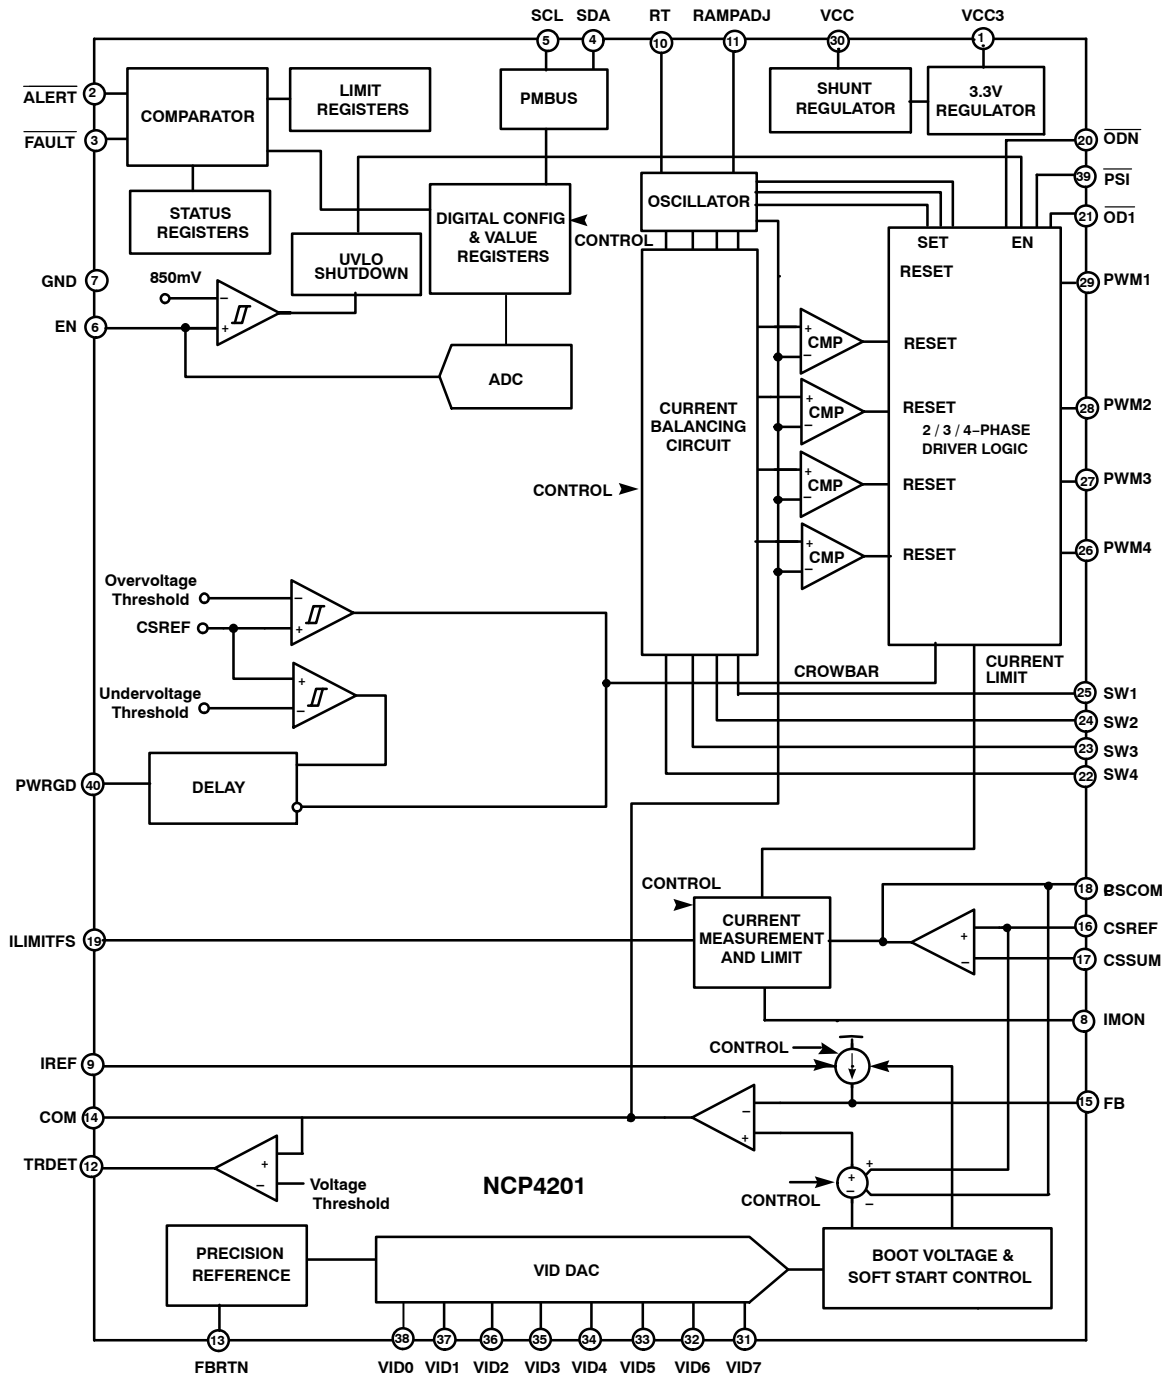 SCL SDA RT RAMPADJ VCC VCC3
5 4 10 11 30 1
ALERT 2
COMPARATOR
LIMIT
REGISTERS
PMBUS
SHUNT
REGULATOR
3.3V
REGULATOR
FAULT 3
20 ODN
39 PSI
21 OD1
STATUS
REGISTERS
UVLO
SHUTDOWN
DIGITAL CONFIG
& VALUE
REGISTERS
CONTROL
OSCILLATOR
SET EN
RESET
GND 7
850mV
29 PWM1
EN 6
−
+
ADC
+
CMP
−
RESET
CURRENT
BALANCING
CIRCUIT
+
CMP
−
RESET
28 PWM2
2 / 3 / 4−PHASE
DRIVER LOGIC
CONTROL
+
CMP
−
RESET
27 PWM3
+
CMP
−
RESET
26 PWM4
Overvoltage
Threshold
−
CSREF
+
Undervoltage
Threshold
+
−
CROWBAR
CURRENT
LIMIT
25 SW1
24 SW2
23 SW3
22 SW4
PWRGD 40
DELAY
CONTROL
CURRENT
MEASUREMENT
AND LIMIT
ILIMITFS 19
18 CSCOM
16 CSREF
+
−
17 CSSUM
8 IMON
IREF 9
CONTROL
COM 14
−
+
15 FB
TRDET 12
+
−
Voltage
Threshold
NCP4201
CONTROL
+
−
+
−
PRECISION
REFERENCE
VID DAC
BOOT VOLTAGE &
SOFT START CONTROL
13 38 37 36 35 34 33 32 31
FBRTN VID0 VID1 VID2 VID3 VID4 VID5 VID6 VID7